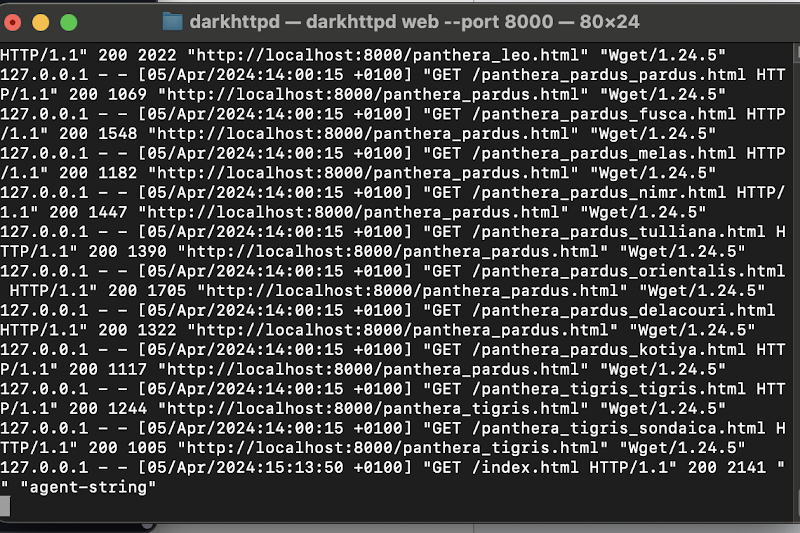 darkhttpd — darkhttpd web --port 8000 — 80×24
HTTP/1.1" 200 2022 "http://localhost:8000/panthera_leo.html" "Wget/1.24.5"
127.0.0.1 - - [05/Apr/2024:14:00:15 +0100] "GET /panthera_pardus_pardus.html HTT
P/1.1" 200 1069 "http://localhost:8000/panthera_pardus.html" "Wget/1.24.5"
127.0.0.1 - - [05/Apr/2024:14:00:15 +0100] "GET /panthera_pardus_fusca.html HTTP
/1.1" 200 1548 "http://localhost:8000/panthera_pardus.html" "Wget/1.24.5"
127.0.0.1 - - [05/Apr/2024:14:00:15 +0100] "GET /panthera_pardus_melas.html HTTP
/1.1" 200 1182 "http://localhost:8000/panthera_pardus.html" "Wget/1.24.5"
127.0.0.1 - - [05/Apr/2024:14:00:15 +0100] "GET /panthera_pardus_nimr.html HTTP/
1.1" 200 1447 "http://localhost:8000/panthera_pardus.html" "Wget/1.24.5"
127.0.0.1 - - [05/Apr/2024:14:00:15 +0100] "GET /panthera_pardus_tulliana.html H
TTP/1.1" 200 1390 "http://localhost:8000/panthera_pardus.html" "Wget/1.24.5"
127.0.0.1 - - [05/Apr/2024:14:00:15 +0100] "GET /panthera_pardus_orientalis.html
 HTTP/1.1" 200 1705 "http://localhost:8000/panthera_pardus.html" "Wget/1.24.5"
127.0.0.1 - - [05/Apr/2024:14:00:15 +0100] "GET /panthera_pardus_delacouri.html
HTTP/1.1" 200 1322 "http://localhost:8000/panthera_pardus.html" "Wget/1.24.5"
127.0.0.1 - - [05/Apr/2024:14:00:15 +0100] "GET /panthera_pardus_kotiya.html HTT
P/1.1" 200 1117 "http://localhost:8000/panthera_pardus.html" "Wget/1.24.5"
127.0.0.1 - - [05/Apr/2024:14:00:15 +0100] "GET /panthera_tigris_tigris.html HTT
P/1.1" 200 1244 "http://localhost:8000/panthera_tigris.html" "Wget/1.24.5"
127.0.0.1 - - [05/Apr/2024:14:00:15 +0100] "GET /panthera_tigris_sondaica.html H
TTP/1.1" 200 1005 "http://localhost:8000/panthera_tigris.html" "Wget/1.24.5"
127.0.0.1 - - [05/Apr/2024:15:13:50 +0100] "GET /index.html HTTP/1.1" 200 2141 "
" "agent-string"